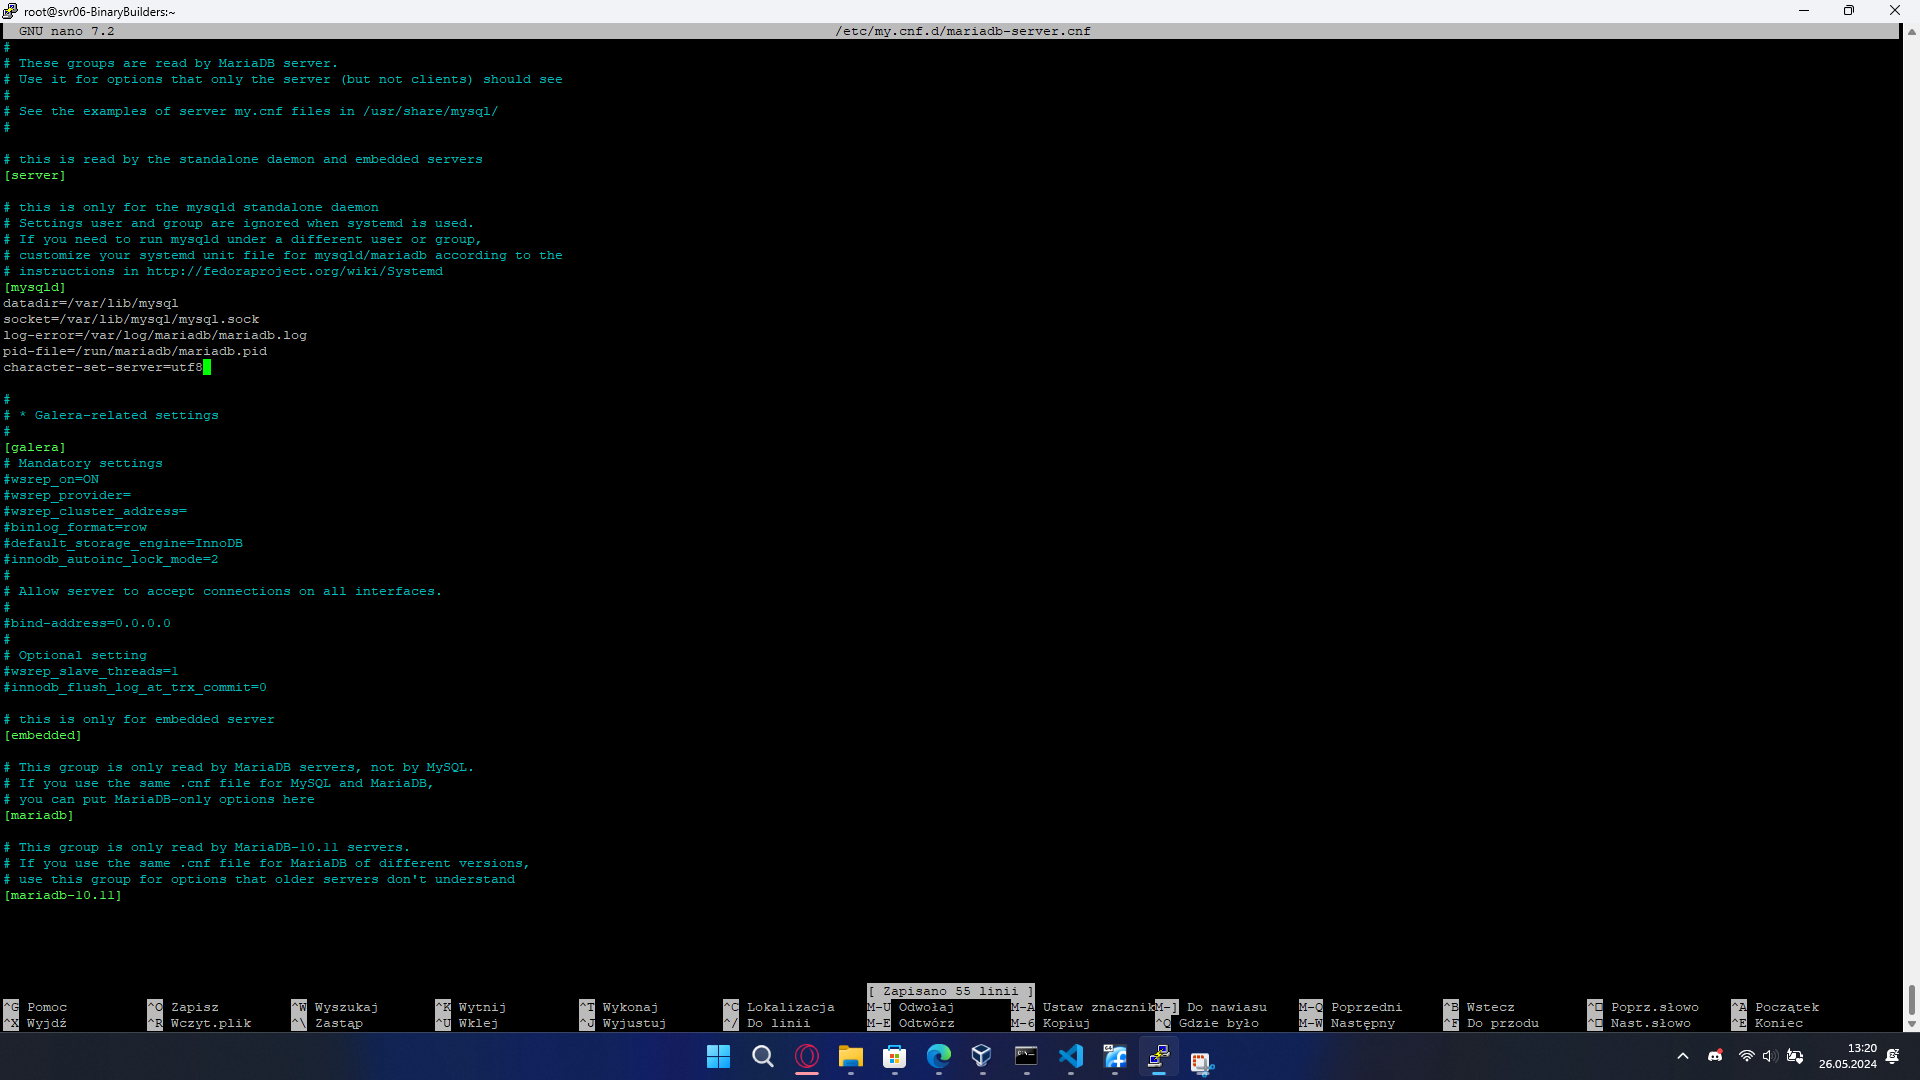 root@svr06-BinaryBuilders:~
GNU nano 7.2 /etc/my.cnf.d/mariadb-server.cnf
#
# These groups are read by MariaDB server.
# Use it for options that only the server (but not clients) should see
#
# See the examples of server my.cnf files in /usr/share/mysql/
#
# this is read by the standalone daemon and embedded servers
[server]
# this is only for the mysqld standalone daemon
# Settings user and group are ignored when systemd is used.
# If you need to run mysqld under a different user or group,
# customize your systemd unit file for mysqld/mariadb according to the
# instructions in http://fedoraproject.org/wiki/Systemd
[mysqld]
datadir=/var/lib/mysql
socket=/var/lib/mysql/mysql.sock
log-error=/var/log/mariadb/mariadb.log
pid-file=/run/mariadb/mariadb.pid
character-set-server=utf8
#
# * Galera-related settings
#
[galera]
# Mandatory settings
#wsrep_on=ON
#wsrep_provider=
#wsrep_cluster_address=
#binlog_format=row
#default_storage_engine=InnoDB
#innodb_autoinc_lock_mode=2
#
# Allow server to accept connections on all interfaces.
#
#bind-address=0.0.0.0
#
# Optional setting
#wsrep_slave_threads=1
#innodb_flush_log_at_trx_commit=0
# this is only for embedded server
[embedded]
# This group is only read by MariaDB servers, not by MySQL.
# If you use the same .cnf file for MySQL and MariaDB,
# you can put MariaDB-only options here
[mariadb]
# This group is only read by MariaDB-10.11 servers.
# If you use the same .cnf file for MariaDB of different versions,
# use this group for options that older servers don't understand
[mariadb-10.11]
[ Zapisano 55 linii ]
^G Pomoc ^O Zapisz ^W Wyszukaj ^K Wytnij ^T Wykonaj ^C Lokalizacja M-U Odwołaj M-A Ustaw znacznik M-] Do nawiasu M-Q Poprzedni ^B Wstecz ^□ Poprz.słowo ^A Początek
^X Wyjdź ^R Wczyt.plik ^\ Zastąp ^U Wklej ^J Wyjustuj ^/ Do linii M-E Odtwórz M-6 Kopiuj ^Q Gdzie było M-W Następny ^F Do przodu ^□ Nast.słowo ^E Koniec
13:20
26.05.2024